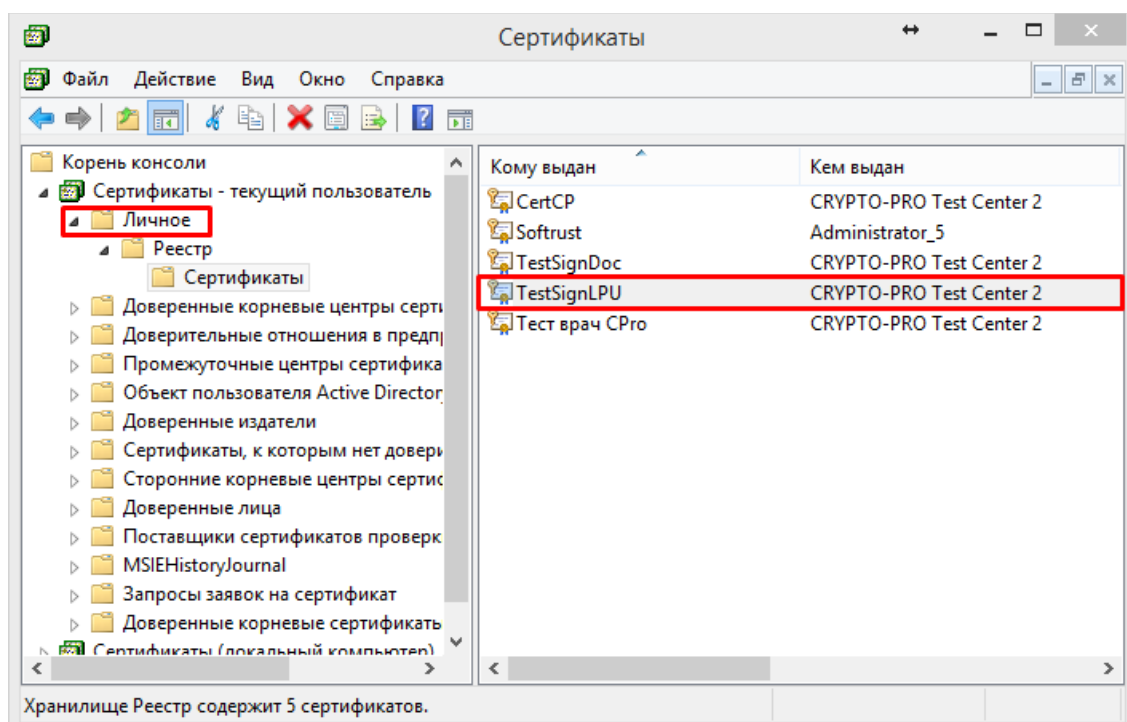 Сертификаты
Файл Действие Вид Окно Справка
Корень консоли
Сертификаты - текущий пользователь
Личное
Реестр
Сертификаты
Доверенные корневые центры серти
Доверительные отношения в предпр
Промежуточные центры сертифика
Объект пользователя Active Director
Доверенные издатели
Сертификаты, к которым нет довери
Сторонние корневые центры сертис
Доверенные лица
Поставщики сертификатов проверк
MSIEHistoryJournal
Запросы заявок на сертификат
Доверенные корневые сертификать
Сертификаты (локальный компьютер)
Кому выдан Кем выдан
CertCP CRYPTO-PRO Test Center 2
Softrust Administrator_5
TestSignDoc CRYPTO-PRO Test Center 2
TestSignLPU CRYPTO-PRO Test Center 2
Тест врач CPro CRYPTO-PRO Test Center 2
Хранилище Реестр содержит 5 сертификатов.